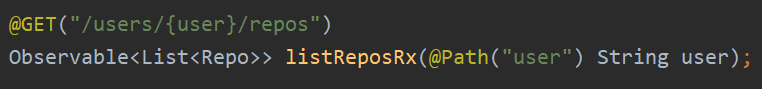 @GET("/users/{user}/repos")
Observable<List<Repo>> listReposRx(@Path("user") String user);